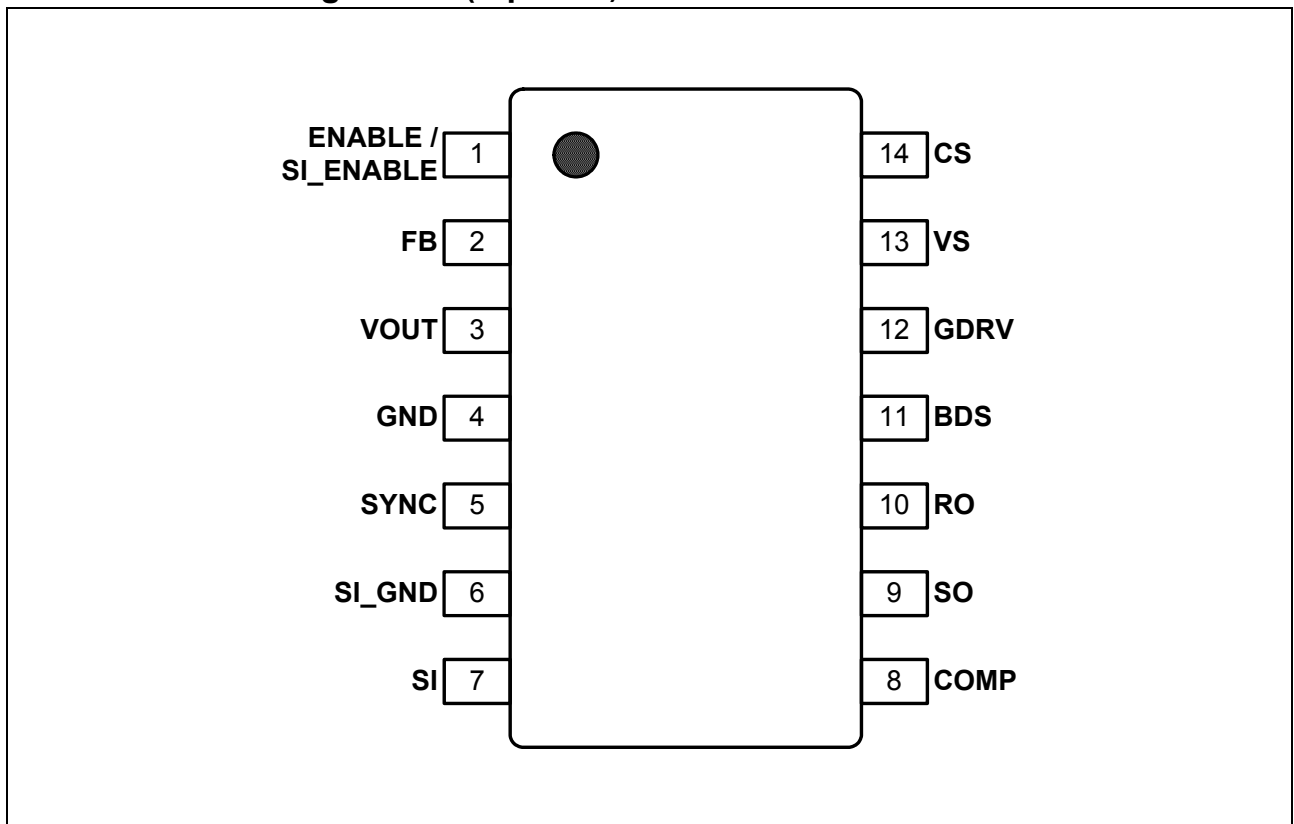 ENABLE /
SI_ENABLE 1
FB 2
VOUT 3
GND 4
SYNC 5
SI_GND 6
SI 7
14 CS
13 VS
12 GDRV
11 BDS
10 RO
9 SO
8 COMP